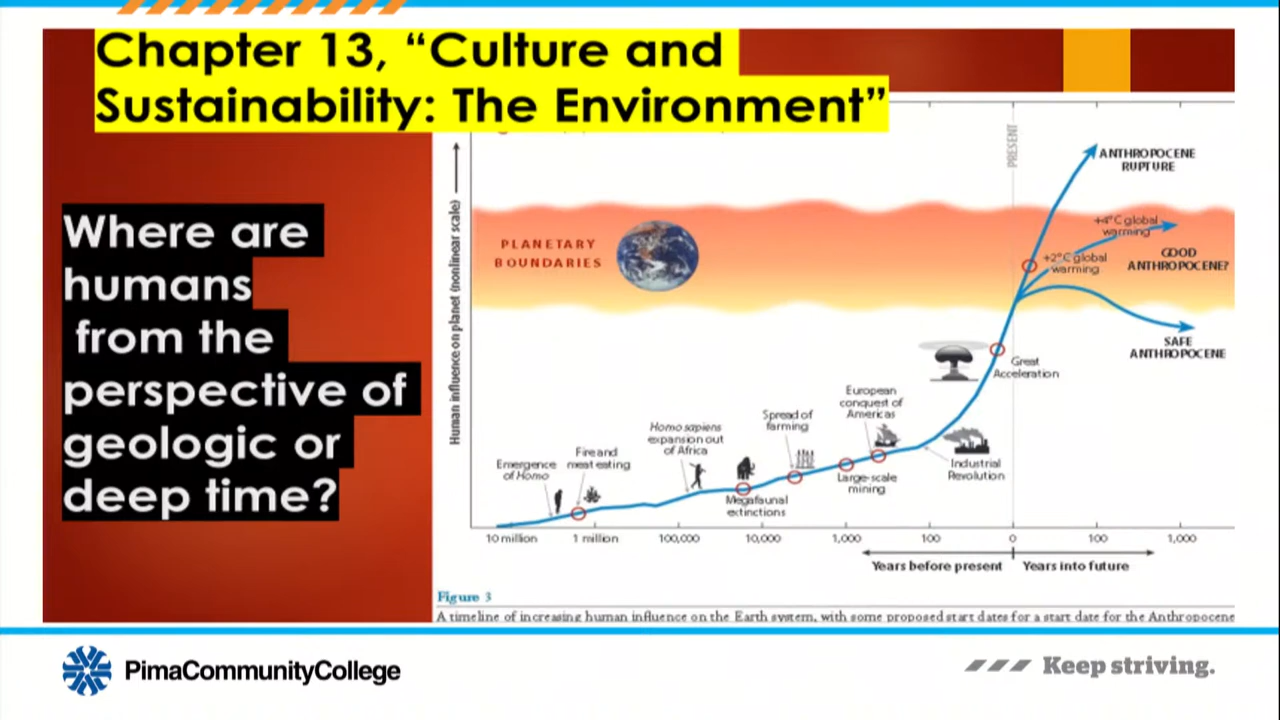 Chapter 13, “Culture and
Sustainability: The Environment”
Where are
humans
from the
perspective of
geologic or
deep time?
Human influence on planet (nonlinear scale)
PRESENT
PLANETARY
BOUNDARIES
ANTHROPOCENE
RUPTURE
+4°C global
warming
+2°C global
warming
GOOD
ANTHROPOCENE?
SAFE
ANTHROPOCENE
Great
Acceleration
European
conquest of
Americas
Spread of
farming
Homo sapiens
expansion out
of Africa
Fire and
meat eating
Emergence
of Homo
Megafaunal
extinctions
Large-scale
mining
Industrial
Revolution
10 million 1 million 100,000 10,000 1,000 100 0 100 1,000
Years before present Years into future
Figure 3
A timeline of increasing human influence on the Earth system, with some proposed start dates for a start date for the Anthropocene
PimaCommunityCollege
Keep striving.